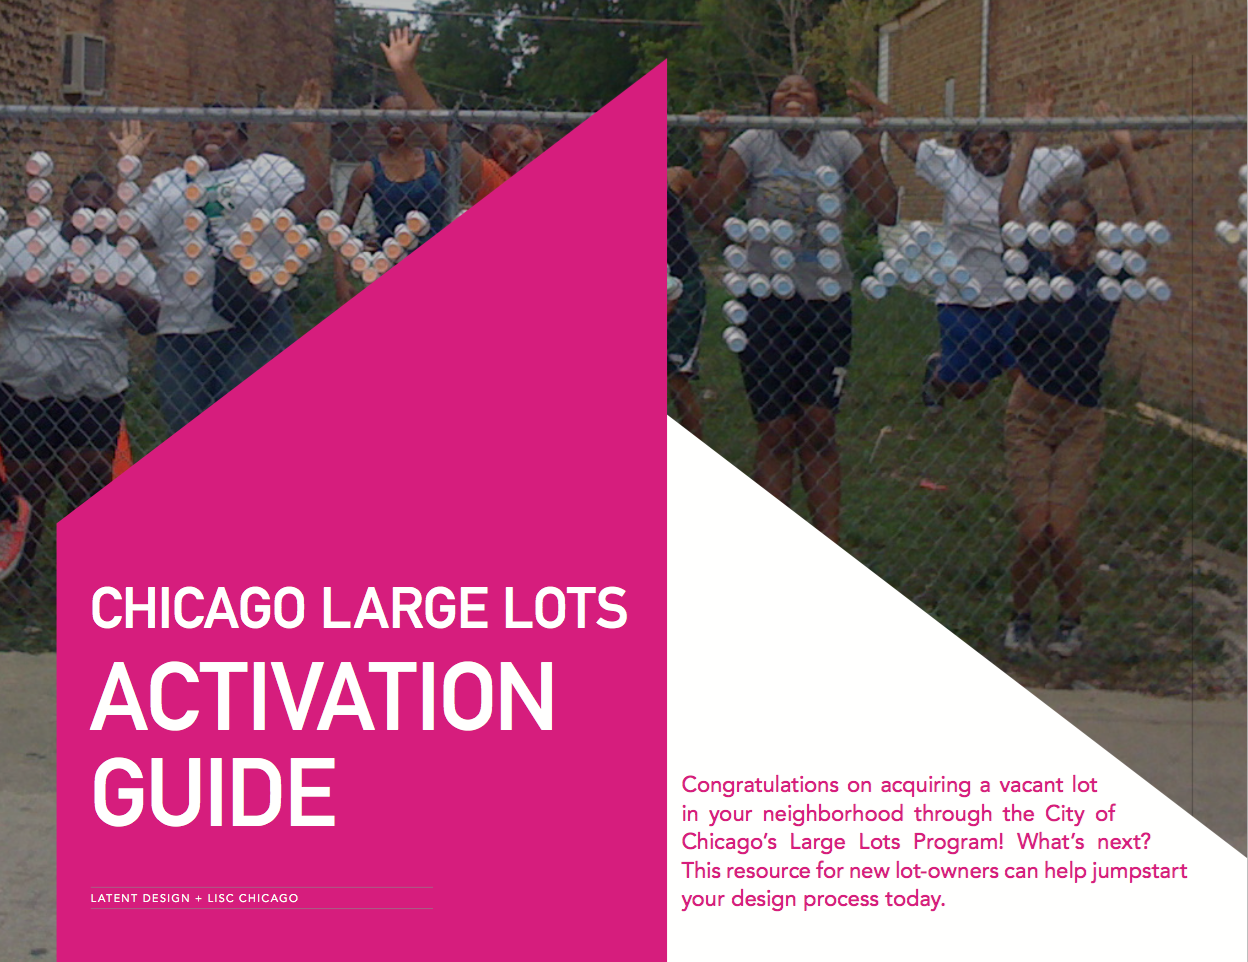 CHICAGO LARGE LOTS
ACTIVATION
GUIDE
LATENT DESIGN + LISC CHICAGO
Congratulations on acquiring a vacant lot
in your neighborhood through the City of
Chicago's Large Lots Program! What's next?
This resource for new lot-owners can help jumpstart
your design process today.